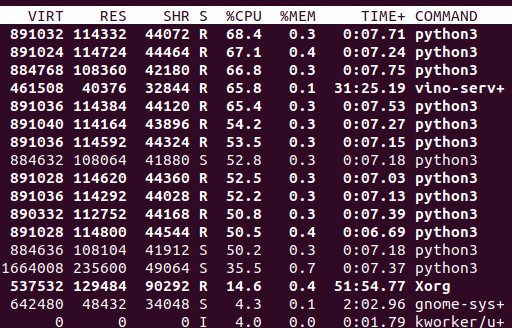 VIRT RES SHR S %CPU %MEM TIME+ COMMAND
891032 114332 44072 R 68.4 0.3 0:07.71 python3
891024 114724 44464 R 67.1 0.4 0:07.24 python3
884768 108360 42180 R 66.8 0.3 0:07.75 python3
461508 40376 32844 R 65.8 0.1 31:25.19 vino-serv+
891036 114384 44120 R 65.4 0.3 0:07.53 python3
891040 114164 43896 R 54.2 0.3 0:07.27 python3
891036 114592 44324 R 53.5 0.3 0:07.15 python3
884632 108064 41880 S 52.8 0.3 0:07.18 python3
891028 114620 44360 R 52.5 0.3 0:07.03 python3
891036 114292 44028 R 52.2 0.3 0:07.13 python3
890332 112752 44168 R 50.8 0.3 0:07.39 python3
891028 114800 44544 R 50.5 0.4 0:06.69 python3
884636 108104 41912 S 50.2 0.3 0:07.18 python3
1664008 235600 49064 S 35.5 0.7 0:07.37 python3
537532 129484 90292 R 14.6 0.4 51:54.77 Xorg
642480 48432 34048 S 4.3 0.1 2:02.96 gnome-sys+
0 0 0 I 4.0 0.0 0:01.79 kworker/u+